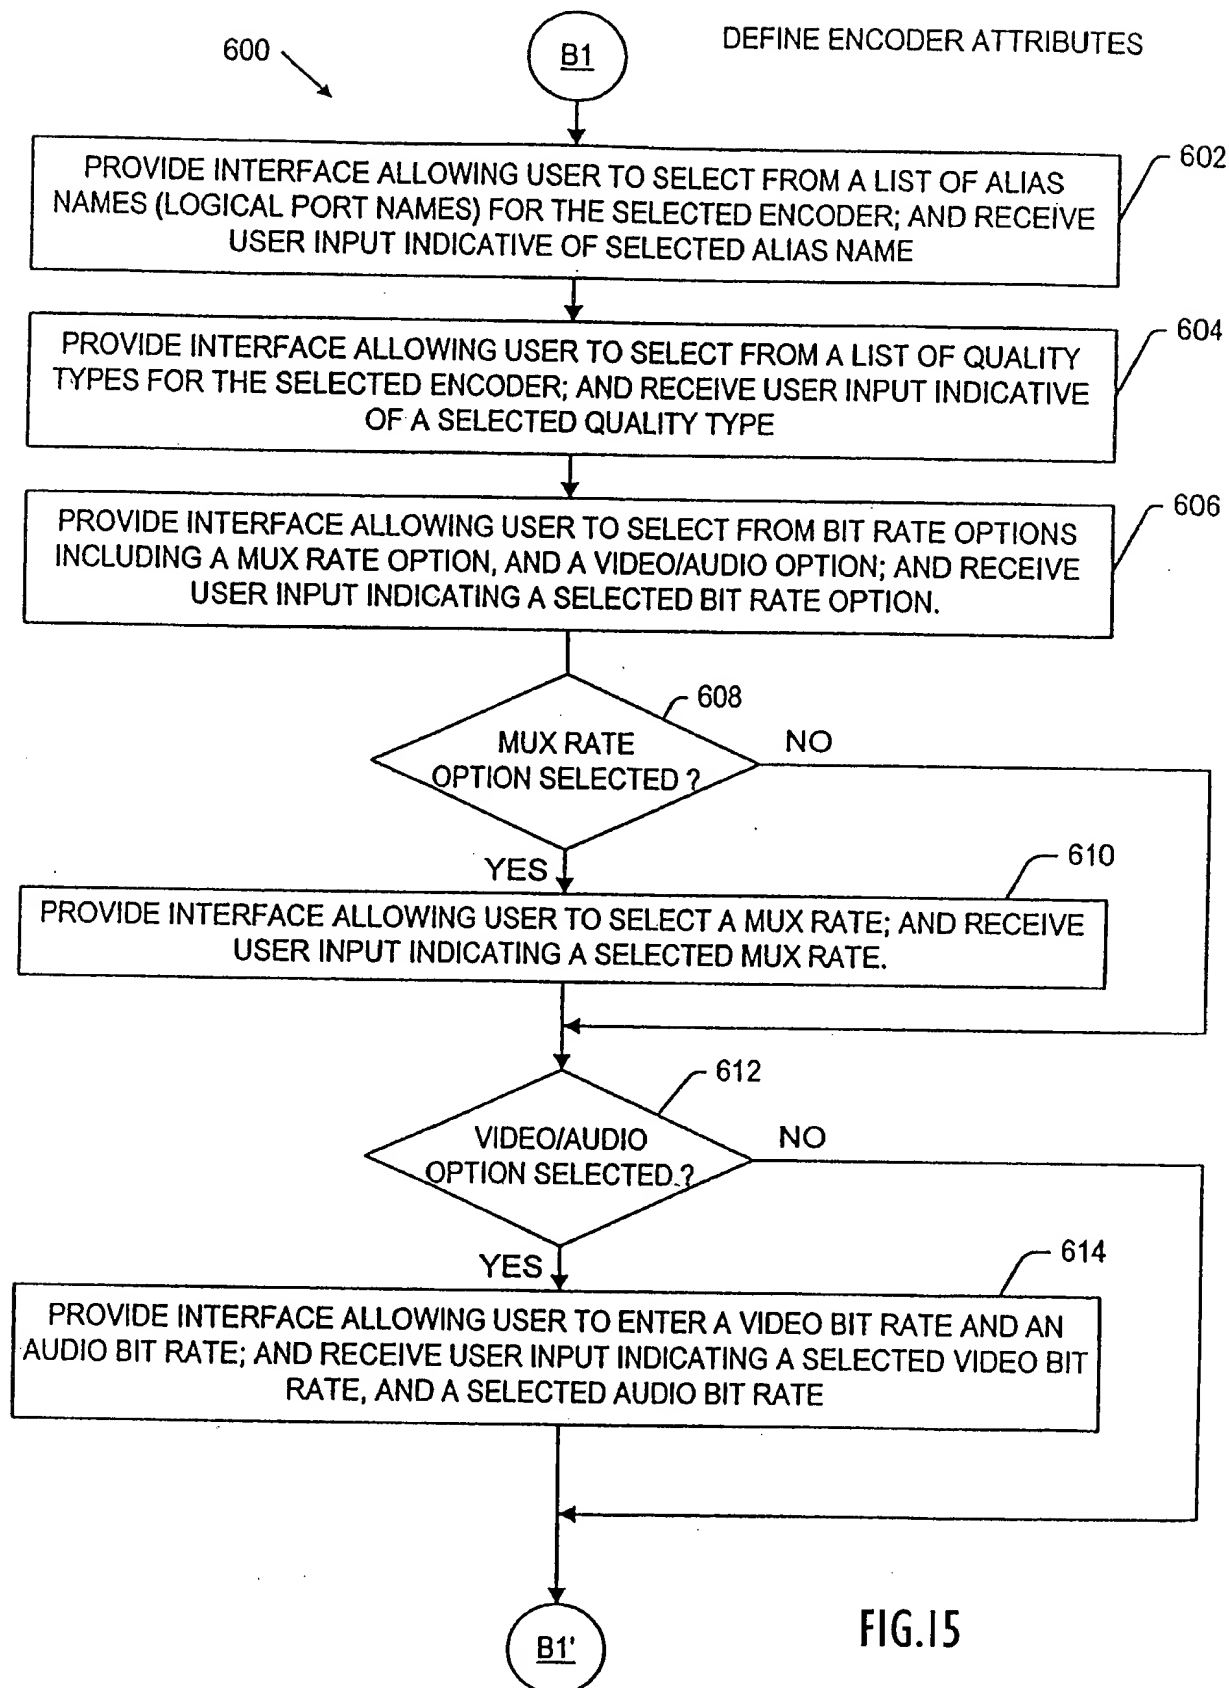 600
B1
DEFINE ENCODER ATTRIBUTES
602
PROVIDE INTERFACE ALLOWING USER TO SELECT FROM A LIST OF ALIAS
NAMES (LOGICAL PORT NAMES) FOR THE SELECTED ENCODER; AND RECEIVE
USER INPUT INDICATIVE OF SELECTED ALIAS NAME
604
PROVIDE INTERFACE ALLOWING USER TO SELECT FROM A LIST OF QUALITY
TYPES FOR THE SELECTED ENCODER; AND RECEIVE USER INPUT INDICATIVE
OF A SELECTED QUALITY TYPE
606
PROVIDE INTERFACE ALLOWING USER TO SELECT FROM BIT RATE OPTIONS
INCLUDING A MUX RATE OPTION, AND A VIDEO/AUDIO OPTION; AND RECEIVE
USER INPUT INDICATING A SELECTED BIT RATE OPTION.
608
MUX RATE
OPTION SELECTED ?
NO
YES
610
PROVIDE INTERFACE ALLOWING USER TO SELECT A MUX RATE; AND RECEIVE
USER INPUT INDICATING A SELECTED MUX RATE.
612
VIDEO/AUDIO
OPTION SELECTED ?
NO
YES
614
PROVIDE INTERFACE ALLOWING USER TO ENTER A VIDEO BIT RATE AND AN
AUDIO BIT RATE; AND RECEIVE USER INPUT INDICATING A SELECTED VIDEO BIT
RATE, AND A SELECTED AUDIO BIT RATE
B1'
FIG.15